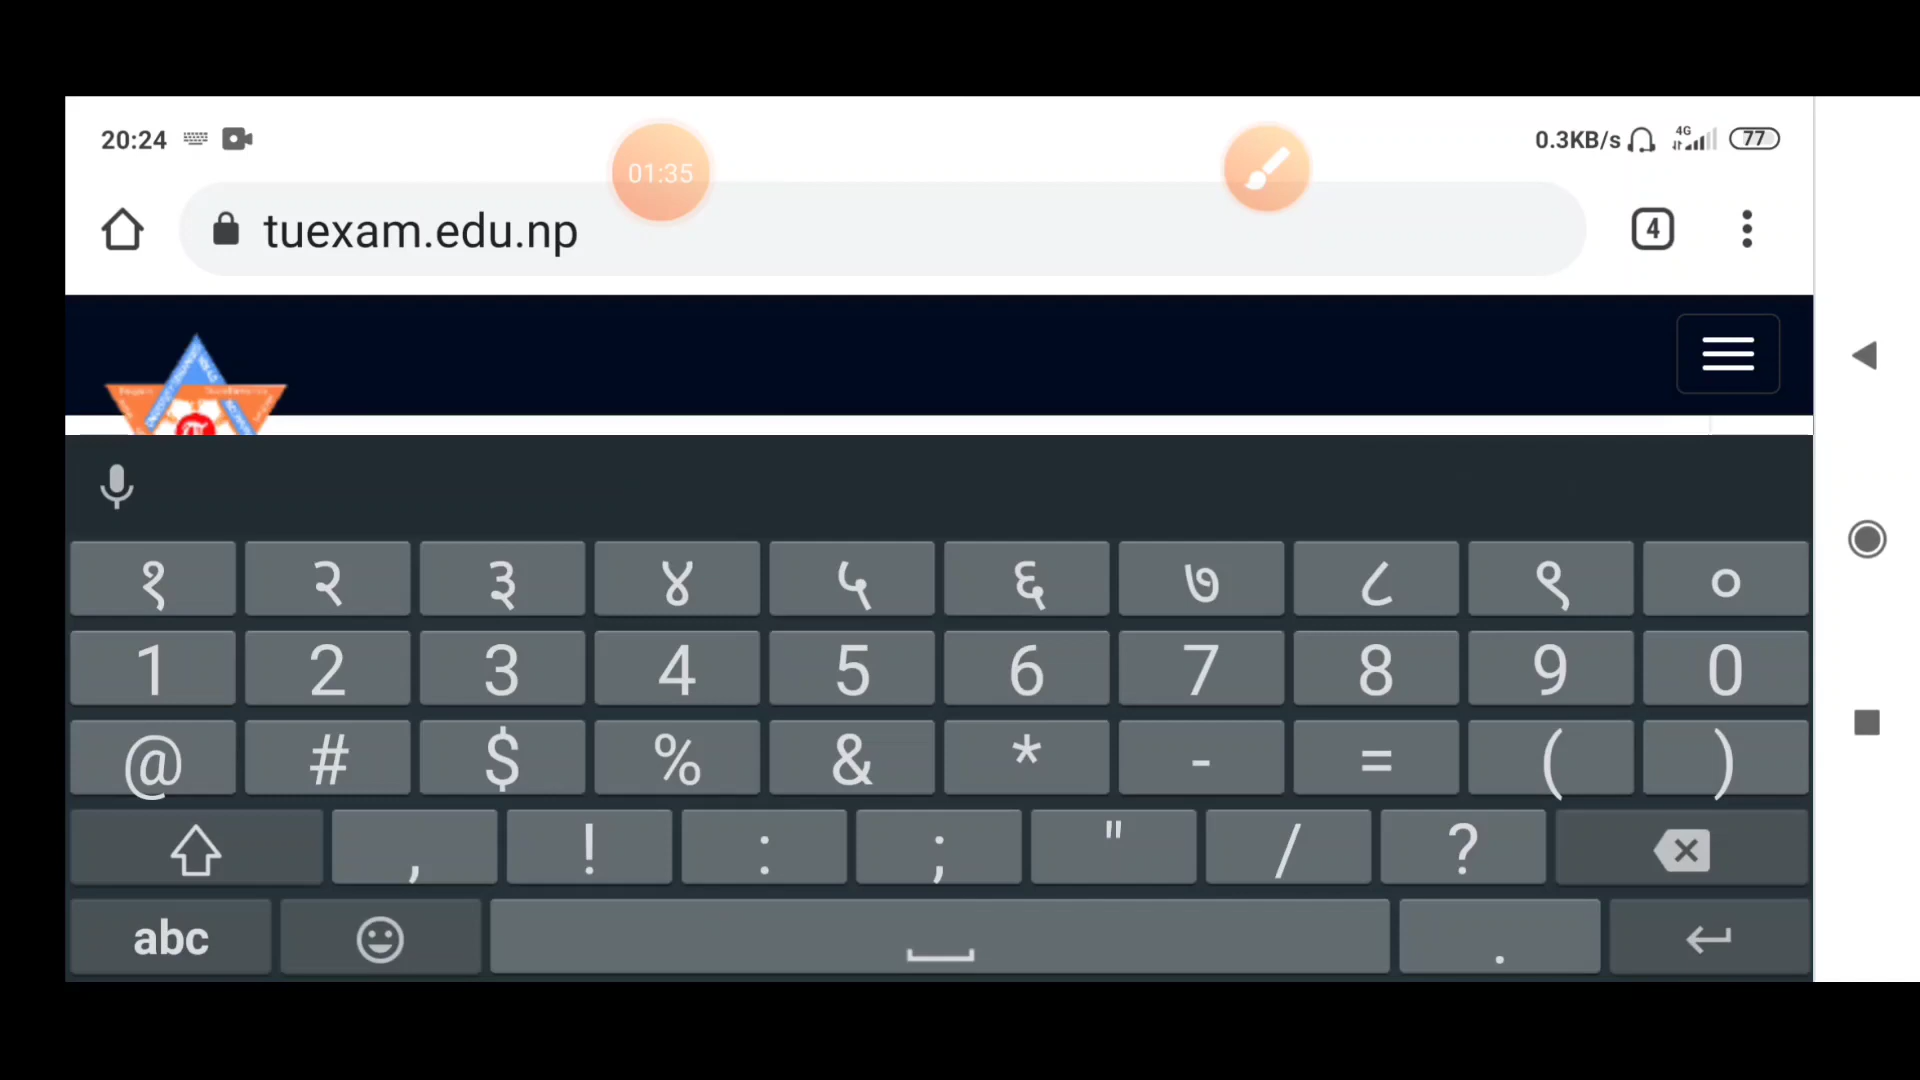 20:24 01:35 0.3KB/s 4G 77
tuexam.edu.np 4
१ २ ३ ४ ५ ६ ७ ८ ९ ०
1 2 3 4 5 6 7 8 9 0
@ # $ % & * - = ( )
, ! : ; " / ?
abc .